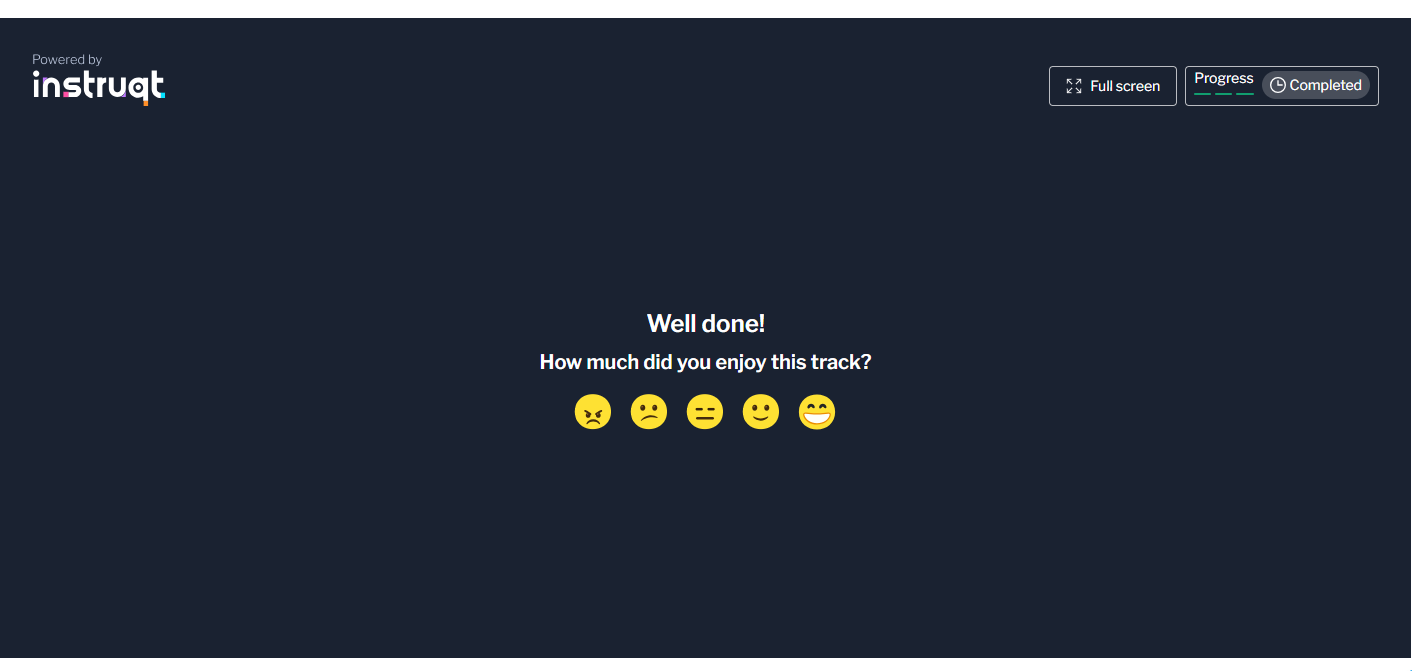 Powered by
instruqt
Full screen
Progress
Completed
Well done!
How much did you enjoy this track?